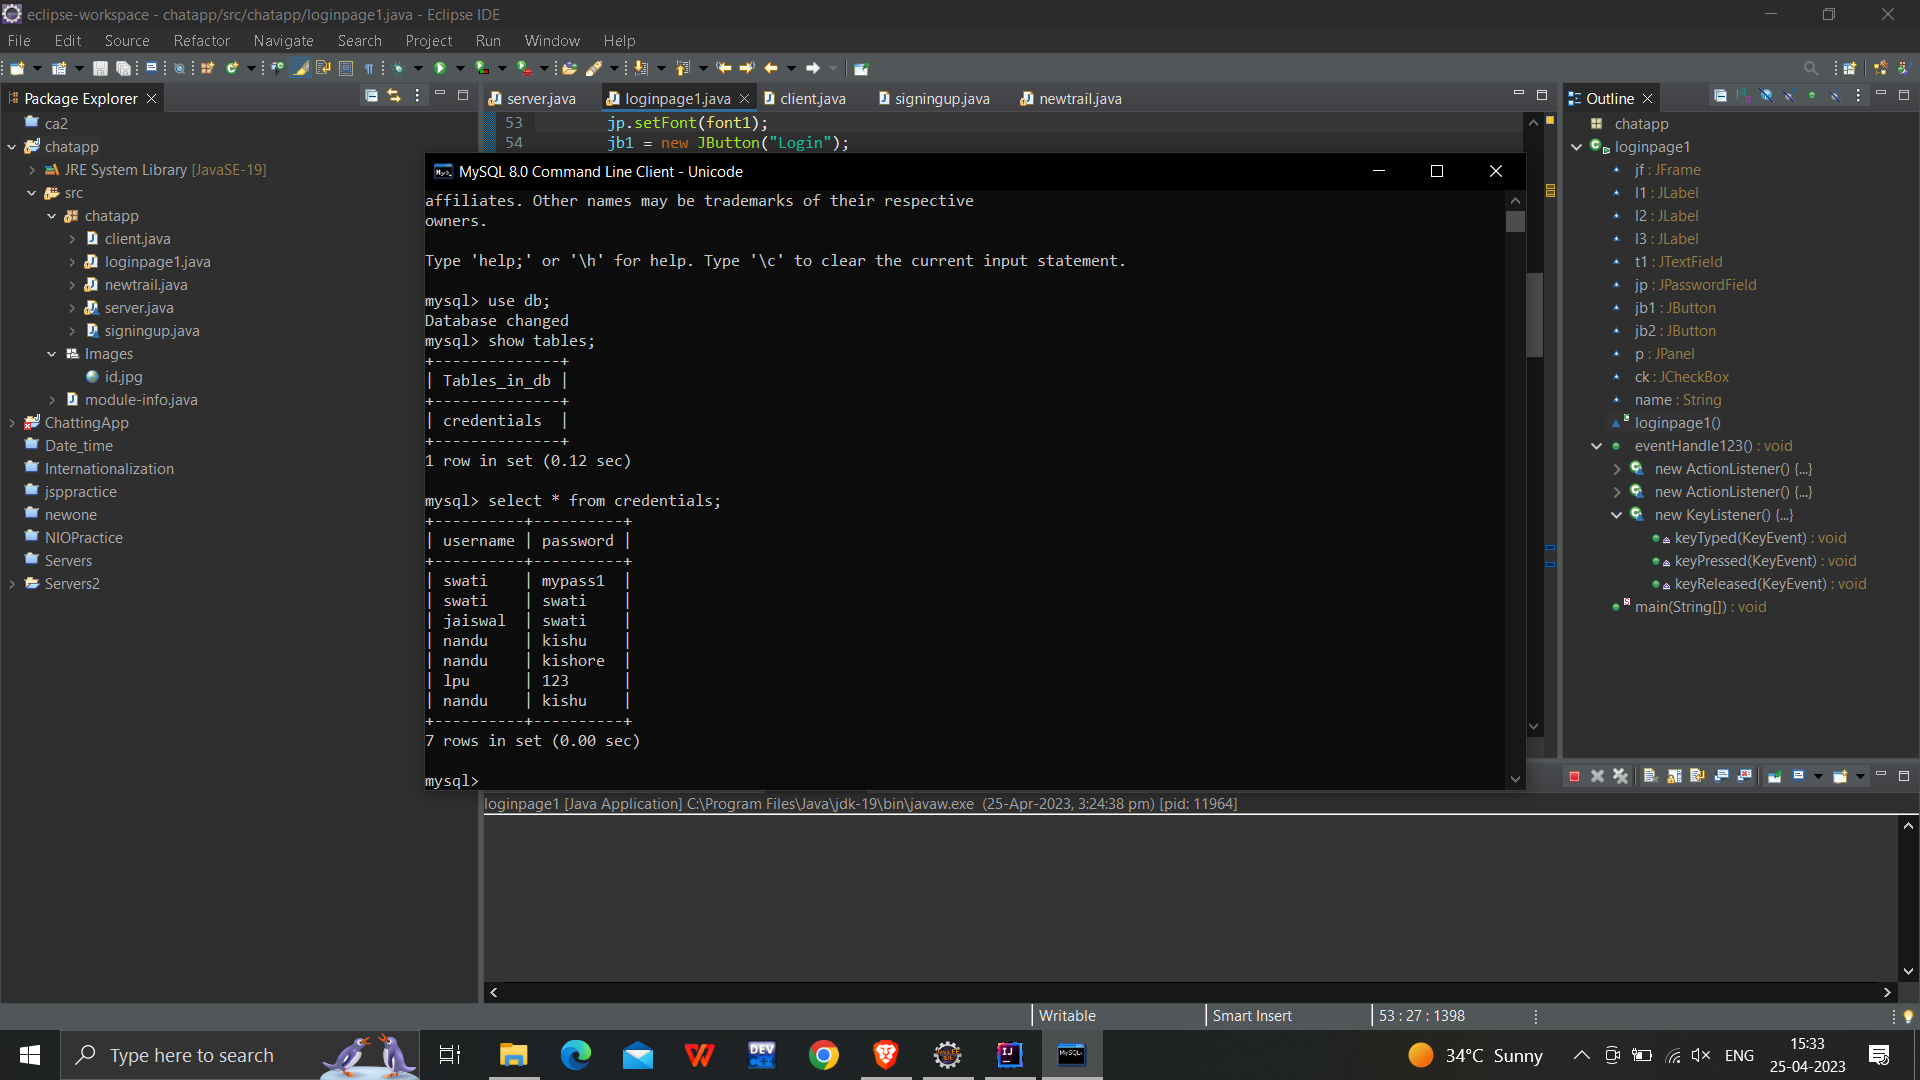 eclipse-workspace - chatapp/src/chatapp/loginpage1.java - Eclipse IDE
File Edit Source Refactor Navigate Search Project Run Window Help
Package Explorer
ca2
chatapp
JRE System Library [JavaSE-19]
src
chatapp
client.java
loginpage1.java
newtrail.java
server.java
signingup.java
Images
id.jpg
module-info.java
ChattingApp
Date_time
Internationalization
jsppractice
newone
NIOPractice
Servers
Servers2
server.java loginpage1.java client.java signingup.java newtrail.java
53 jp.setFont(font1);
54 jb1 = new JButton("Login");
MySQL 8.0 Command Line Client - Unicode
affiliates. Other names may be trademarks of their respective
owners.
Type 'help;' or '\h' for help. Type '\c' to clear the current input statement.
mysql> use db;
Database changed
mysql> show tables;
+--------------+
| Tables_in_db |
+--------------+
| credentials  |
+--------------+
1 row in set (0.12 sec)
mysql> select * from credentials;
+----------+----------+
| username | password |
+----------+----------+
| swati    | mypass1  |
| swati    | swati    |
| jaiswal  | swati    |
| nandu    | kishu    |
| nandu    | kishore  |
| lpu      | 123      |
| nandu    | kishu    |
+----------+----------+
7 rows in set (0.00 sec)
mysql>
Outline
chatapp
loginpage1
jf : JFrame
l1 : JLabel
l2 : JLabel
l3 : JLabel
t1 : JTextField
jp : JPasswordField
jb1 : JButton
jb2 : JButton
p : JPanel
ck : JCheckBox
name : String
loginpage1()
eventHandle123() : void
new ActionListener() {...}
new ActionListener() {...}
new KeyListener() {...}
keyTyped(KeyEvent) : void
keyPressed(KeyEvent) : void
keyReleased(KeyEvent) : void
main(String[]) : void
loginpage1 [Java Application] C:\Program Files\Java\jdk-19\bin\javaw.exe (25-Apr-2023, 3:24:38 pm) [pid: 11964]
Writable Smart Insert 53 : 27 : 1398
Type here to search
34°C Sunny
ENG
15:33
25-04-2023